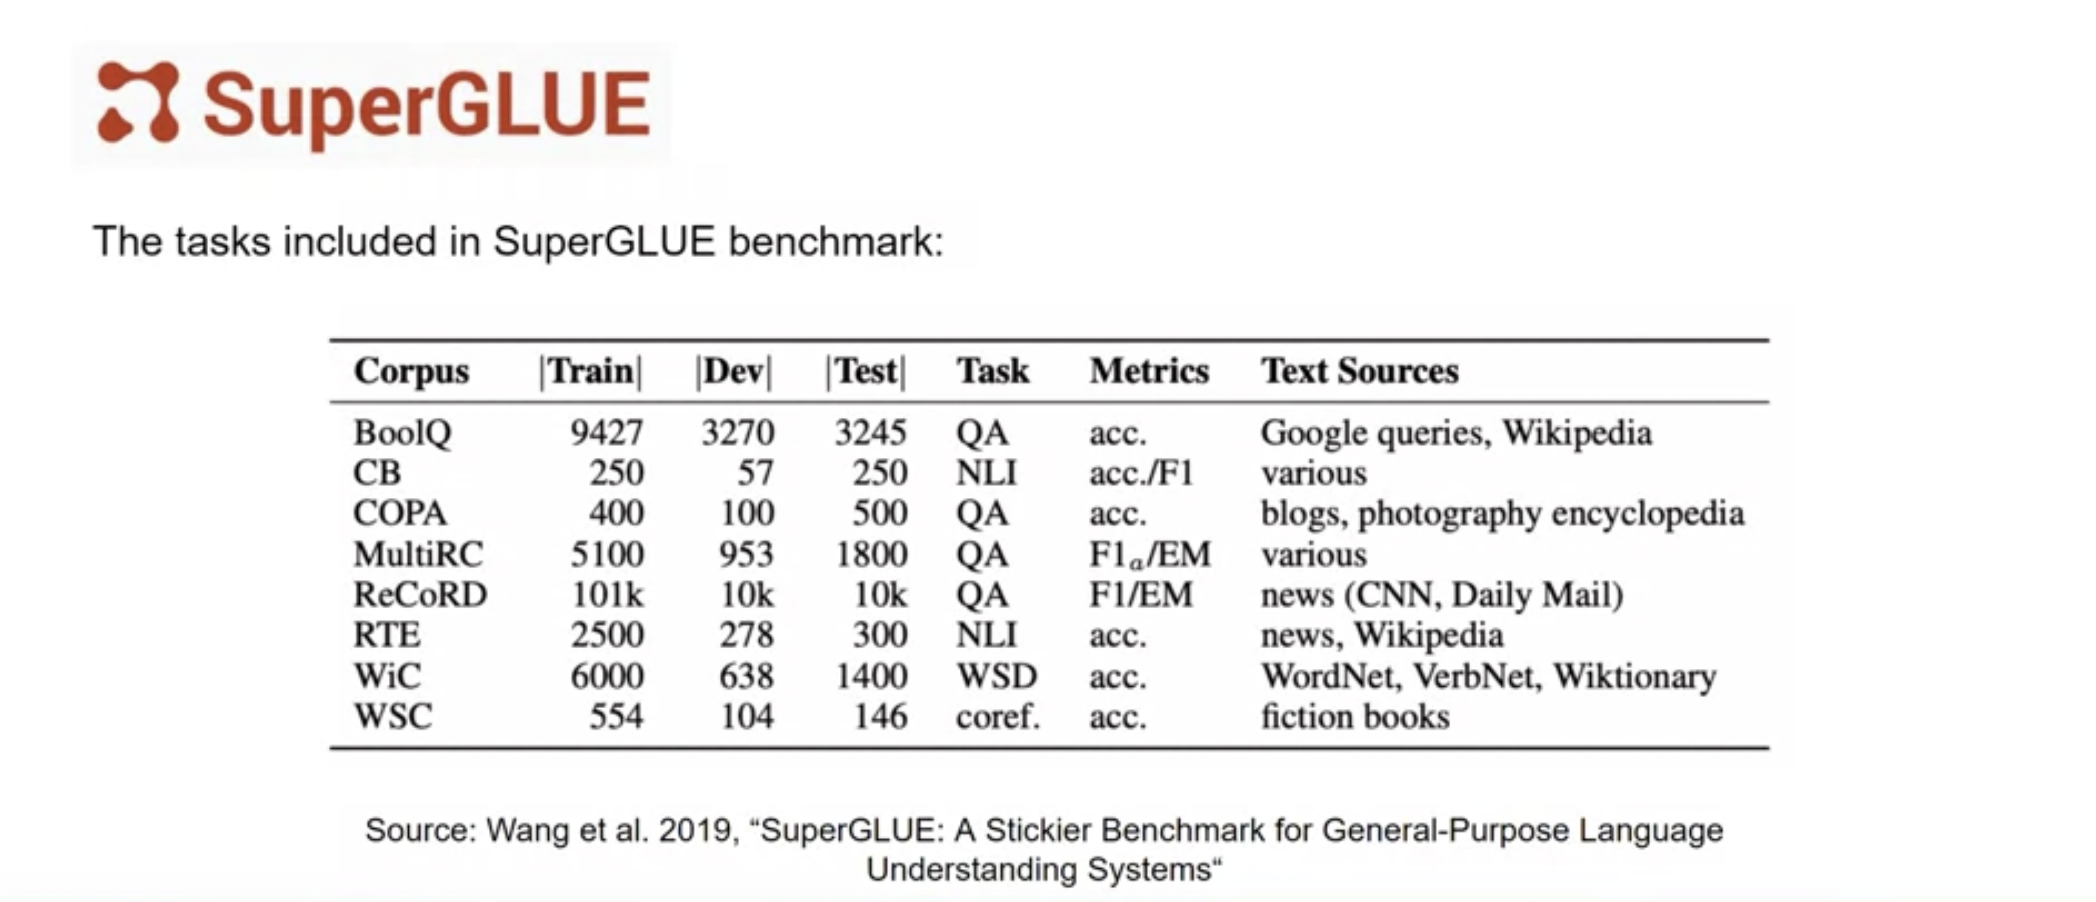 SuperGLUE
The tasks included in SuperGLUE benchmark:
Corpus |Train| |Dev| |Test| Task Metrics Text Sources
BoolQ 9427 3270 3245 QA acc. Google queries, Wikipedia
CB 250 57 250 NLI acc./F1 various
COPA 400 100 500 QA acc. blogs, photography encyclopedia
MultiRC 5100 953 1800 QA F1ₐ/EM various
ReCoRD 101k 10k 10k QA F1/EM news (CNN, Daily Mail)
RTE 2500 278 300 NLI acc. news, Wikipedia
WiC 6000 638 1400 WSD acc. WordNet, VerbNet, Wiktionary
WSC 554 104 146 coref. acc. fiction books
Source: Wang et al. 2019, “SuperGLUE: A Stickier Benchmark for General-Purpose Language
Understanding Systems“